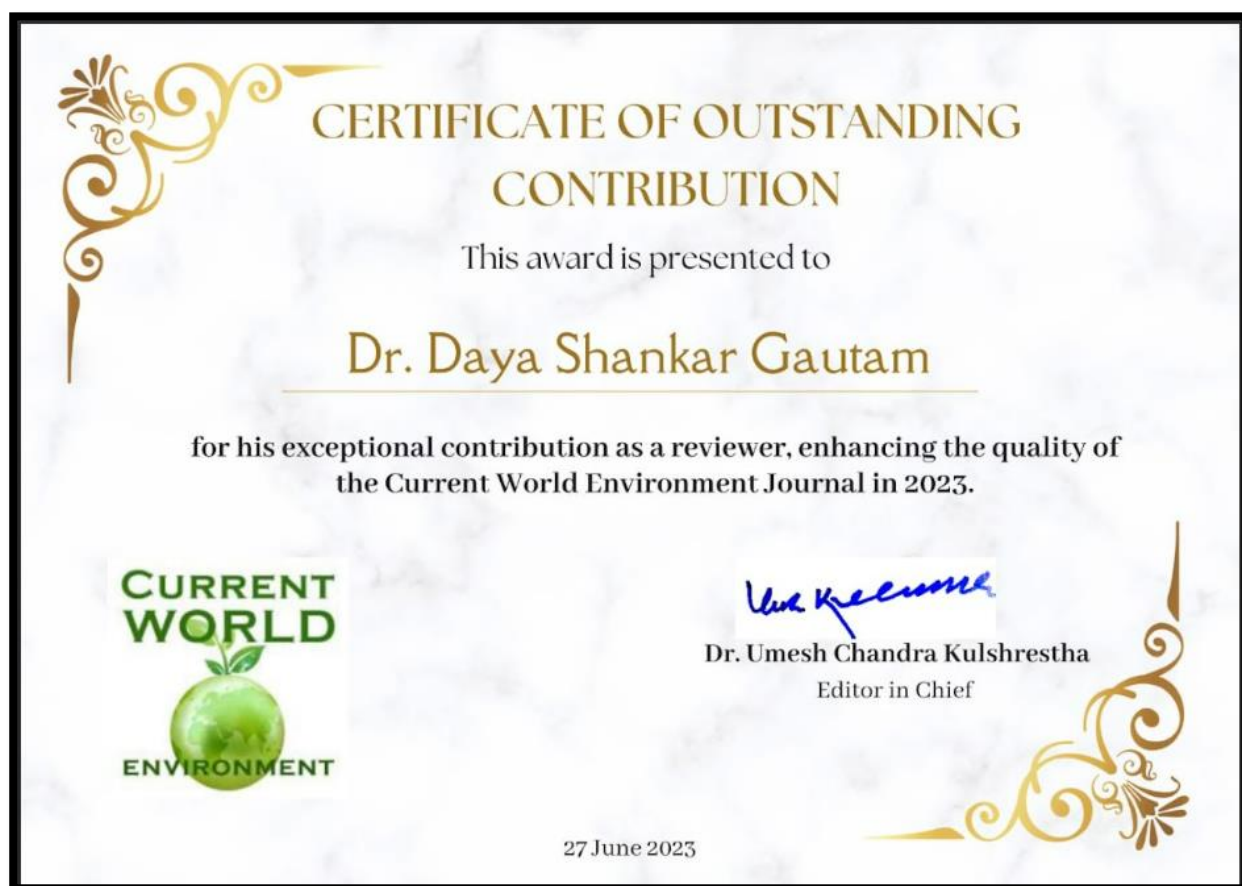 CERTIFICATE OF OUTSTANDING
CONTRIBUTION
This award is presented to
Dr. Daya Shankar Gautam
for his exceptional contribution as a reviewer, enhancing the quality of
the Current World Environment Journal in 2023.
CURRENT
WORLD
ENVIRONMENT
Dr. Umesh Chandra Kulshrestha
Editor in Chief
27 June 2023